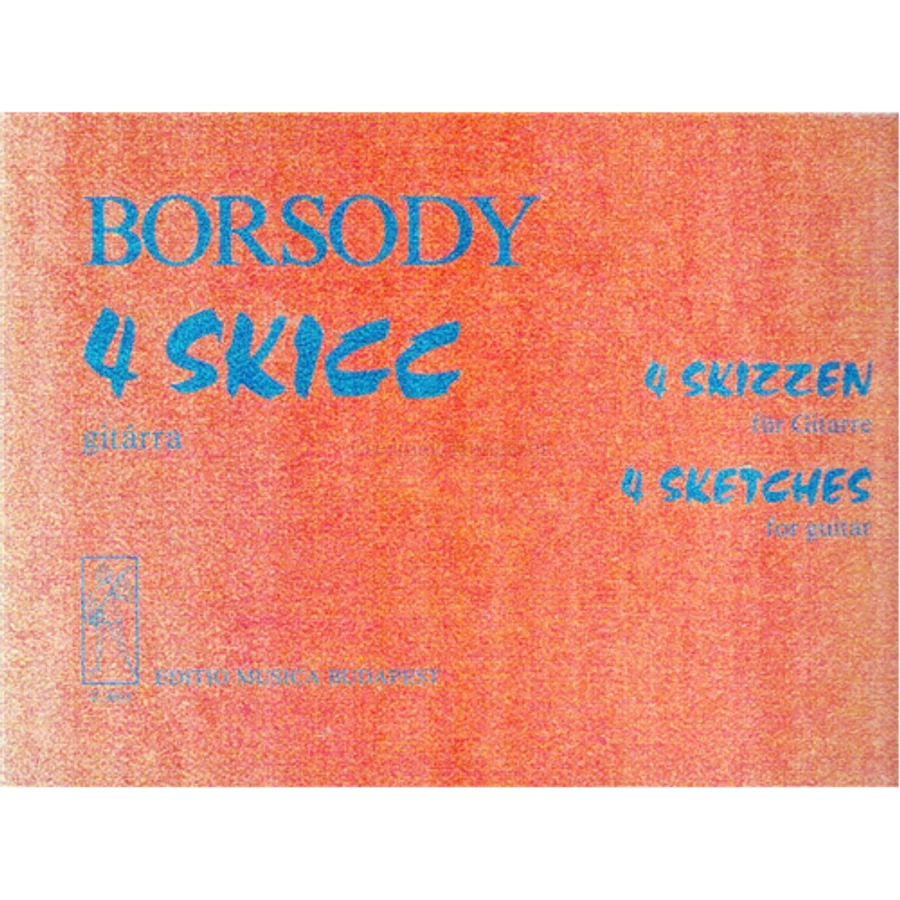 BORSODY
4 SKICC
gitárra
4 SKIZZEN
für Gitarre
4 SKETCHES
for guitar
EDITIO MUSICA BUDAPEST